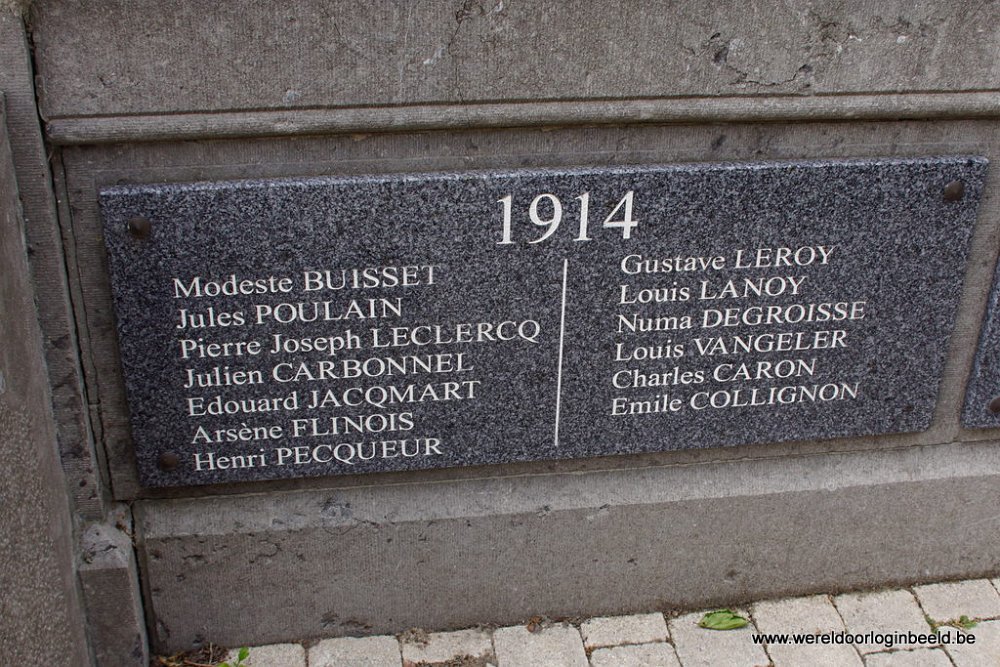 1914
Modeste BUISSET
Jules POULAIN
Pierre Joseph LECLERCQ
Julien CARBONNEL
Edouard JACQMART
Arsène FLINOIS
Henri PECQUEUR
Gustave LEROY
Louis LANOY
Numa DEGROISSE
Louis VANGELER
Charles CARON
Emile COLLIGNON
www.wereldoorloginbeeld.be